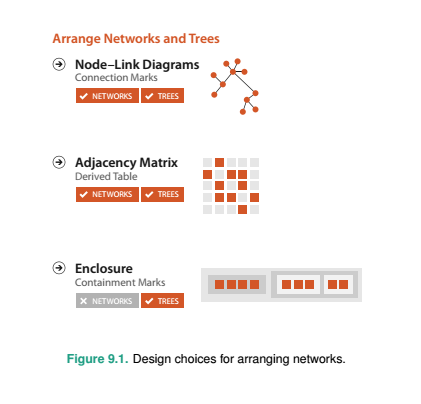 Arrange Networks and Trees
Node–Link Diagrams
Connection Marks
NETWORKS TREES
Adjacency Matrix
Derived Table
NETWORKS TREES
Enclosure
Containment Marks
NETWORKS TREES
Figure 9.1. Design choices for arranging networks.